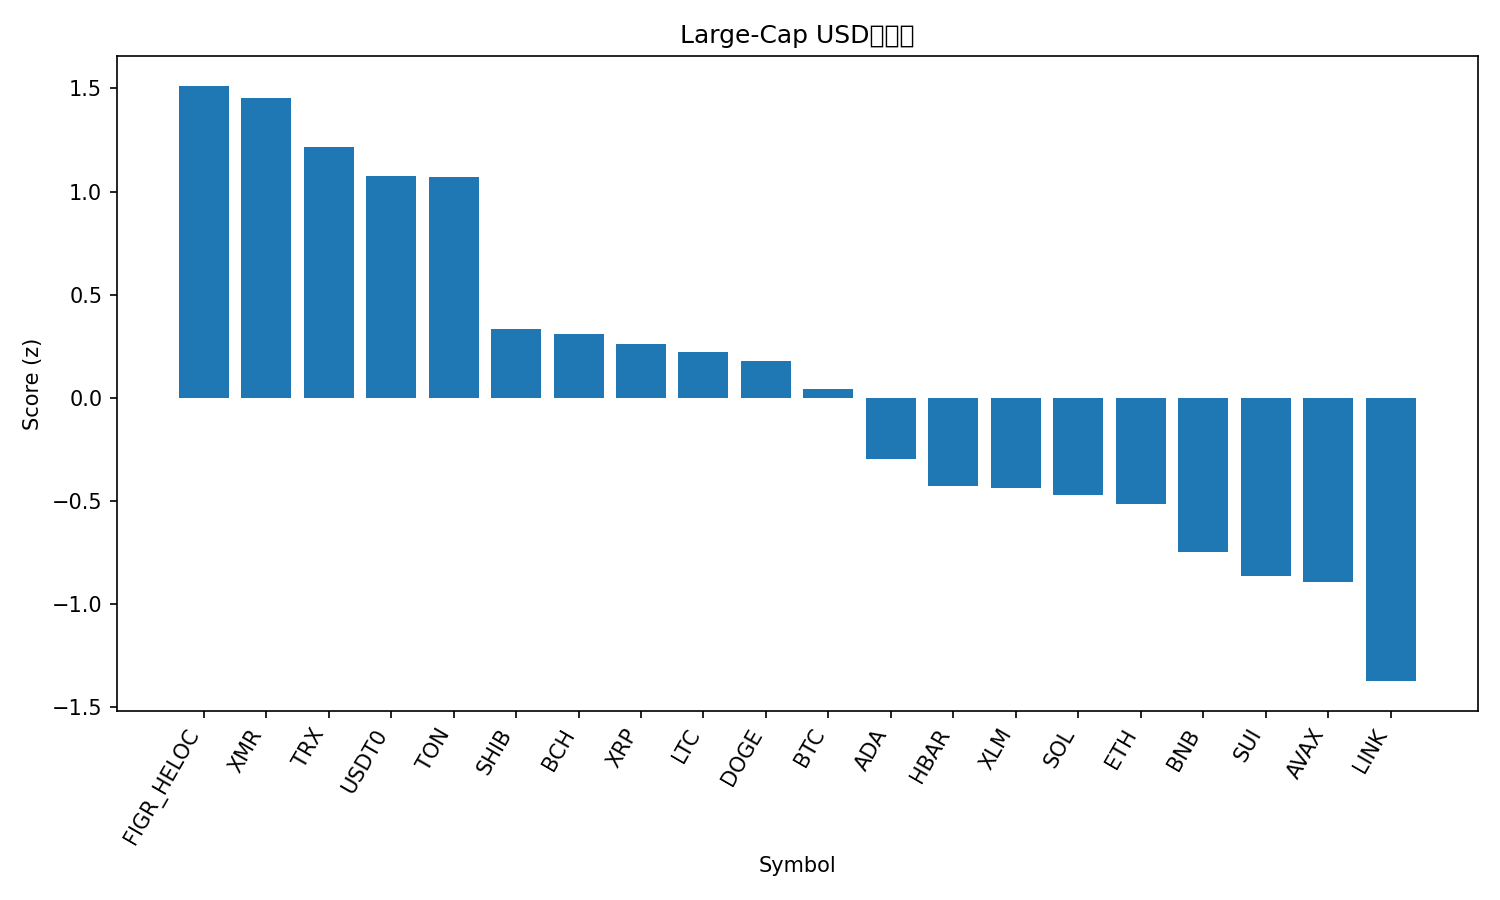 Large-Cap USD
1.5
1.0
0.5
0.0
−0.5
−1.0
−1.5
Score (z)
FIGR_HELOC
XMR
TRX
USDT0
TON
SHIB
BCH
XRP
LTC
DOGE
BTC
ADA
HBAR
XLM
SOL
ETH
BNB
SUI
AVAX
LINK
Symbol